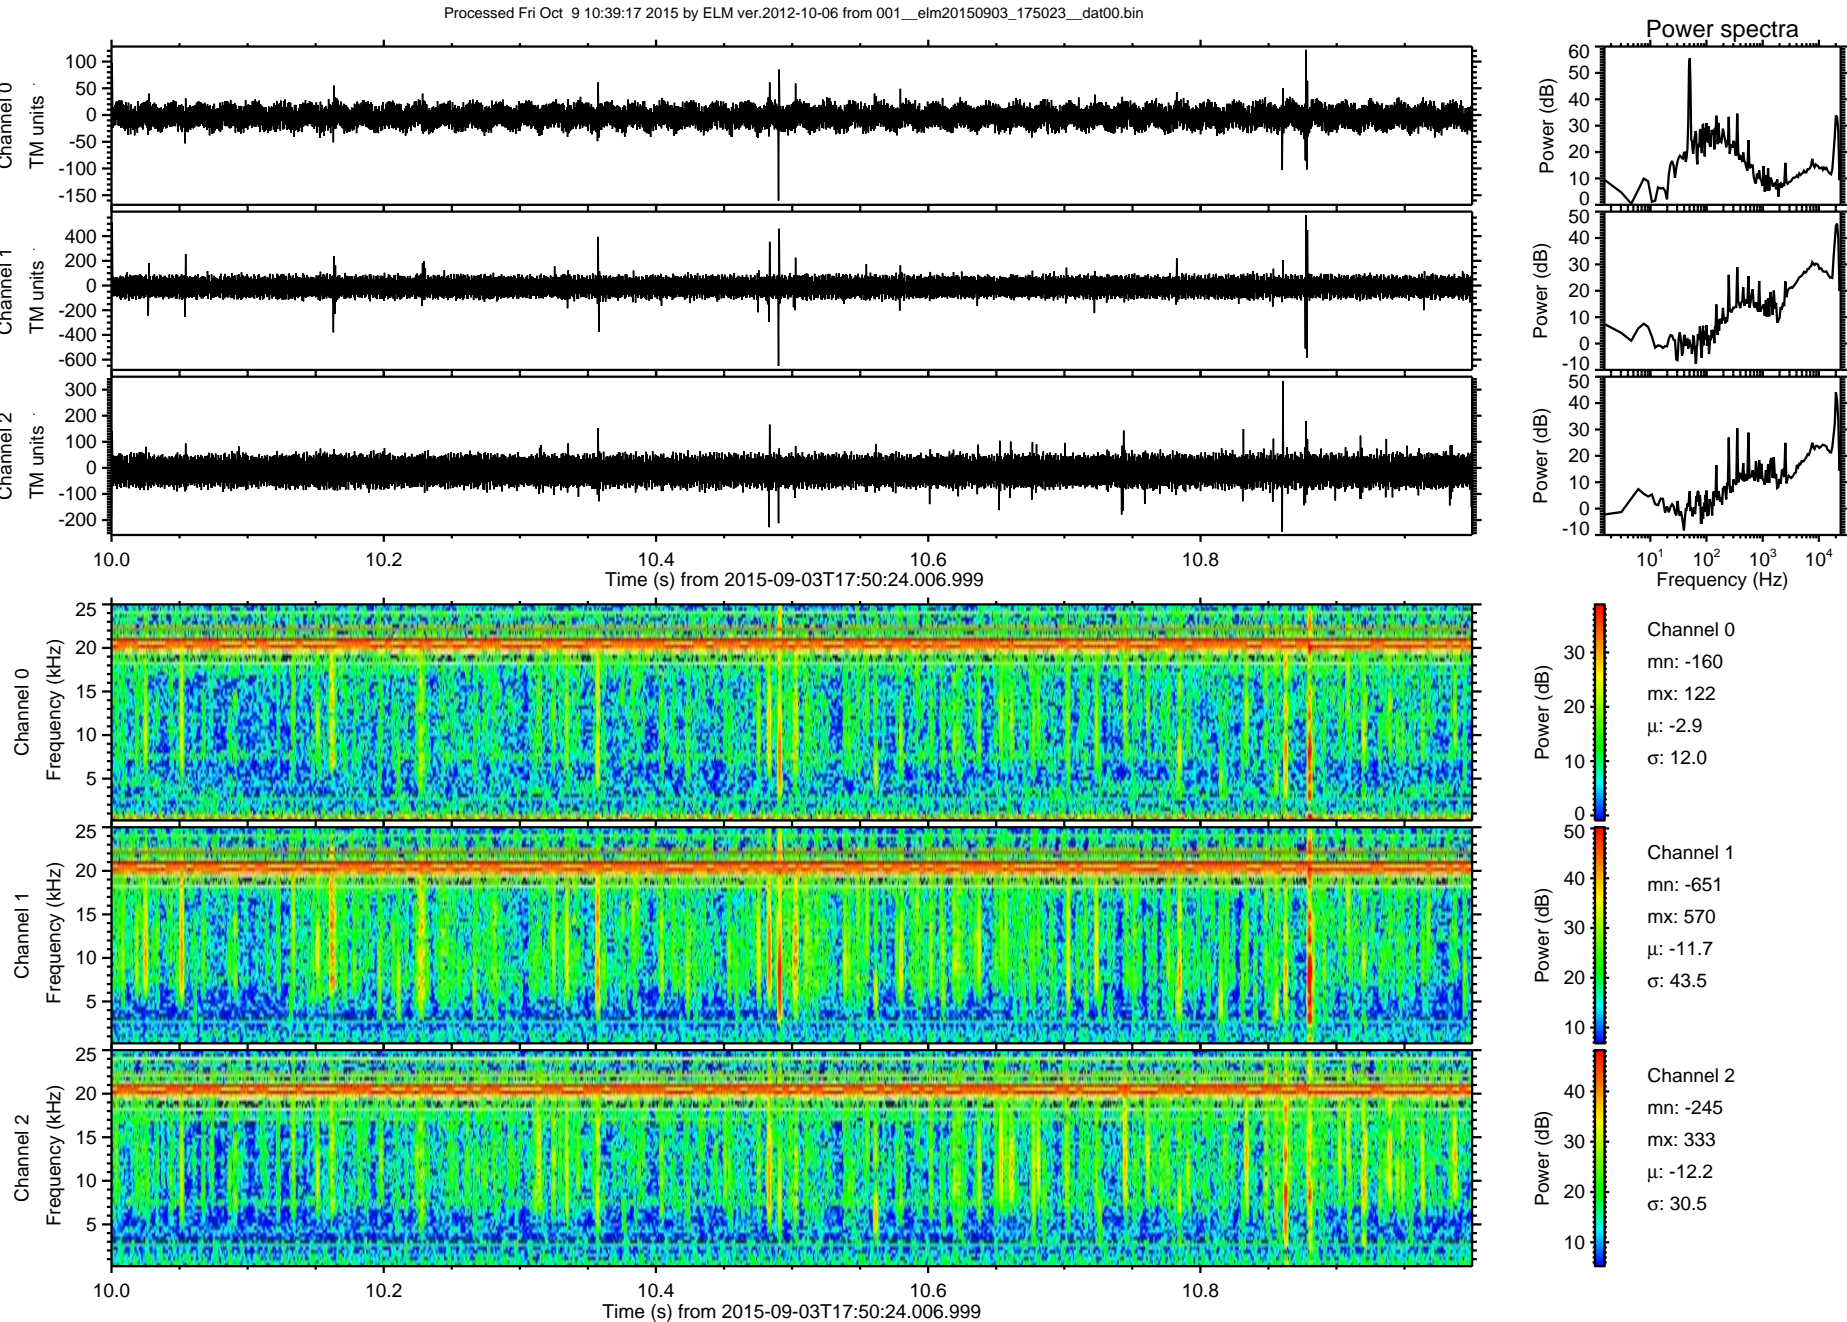 Processed Fri Oct  9 10:39:17 2015 by ELM ver.2012-10-06 from 001__elm20150903_175023__dat00.bin
Power spectra
Channel 0
TM units
100
50
0
-50
-100
-150
Power (dB)
60
50
40
30
20
10
0
Channel 1
TM units
400
200
0
-200
-400
-600
Power (dB)
50
40
30
20
10
0
-10
Channel 2
TM units
300
200
100
0
-100
-200
Power (dB)
50
40
30
20
10
0
-10
10.0 10.2 10.4 10.6 10.8
Time (s) from 2015-09-03T17:50:24.006.999
10¹ 10² 10³ 10⁴
Frequency (Hz)
Channel 0
Frequency (kHz)
25
20
15
10
5
Power (dB)
30
20
10
0
Channel 0
mn: -160
mx: 122
μ: -2.9
σ: 12.0
Channel 1
Frequency (kHz)
25
20
15
10
5
Power (dB)
50
40
30
20
10
Channel 1
mn: -651
mx: 570
μ: -11.7
σ: 43.5
Channel 2
Frequency (kHz)
25
20
15
10
5
Power (dB)
40
30
20
10
Channel 2
mn: -245
mx: 333
μ: -12.2
σ: 30.5
10.0 10.2 10.4 10.6 10.8
Time (s) from 2015-09-03T17:50:24.006.999